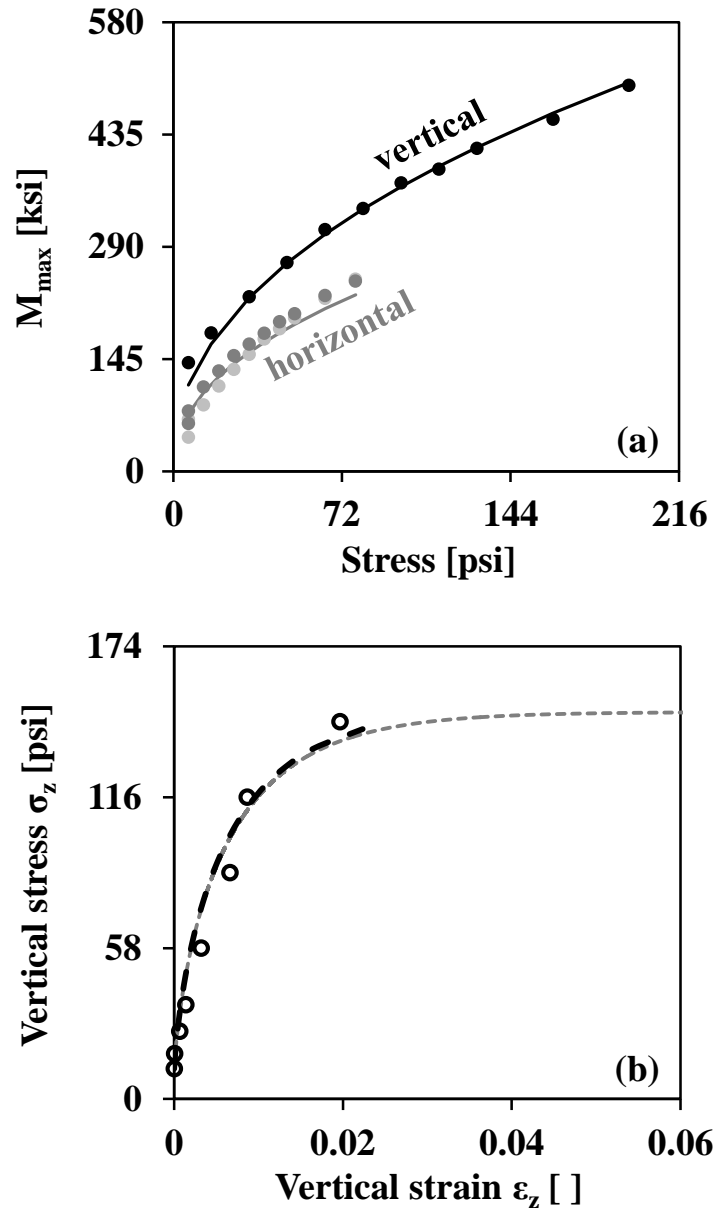 580
435
290
145
0
M_max [ksi]
vertical
horizontal
(a)
0 72 144 216
Stress [psi]
174
116
58
0
Vertical stress σ_z [psi]
(b)
0 0.02 0.04 0.06
Vertical strain ε_z [ ]